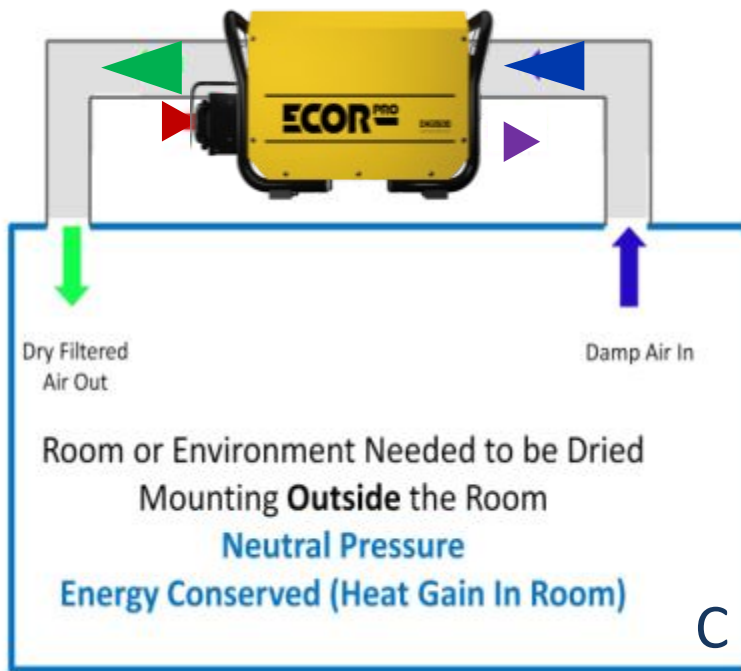 ECOR PRO
Dry Filtered
Air Out
Damp Air In
Room or Environment Needed to be Dried
Mounting Outside the Room
Neutral Pressure
Energy Conserved (Heat Gain In Room)
C